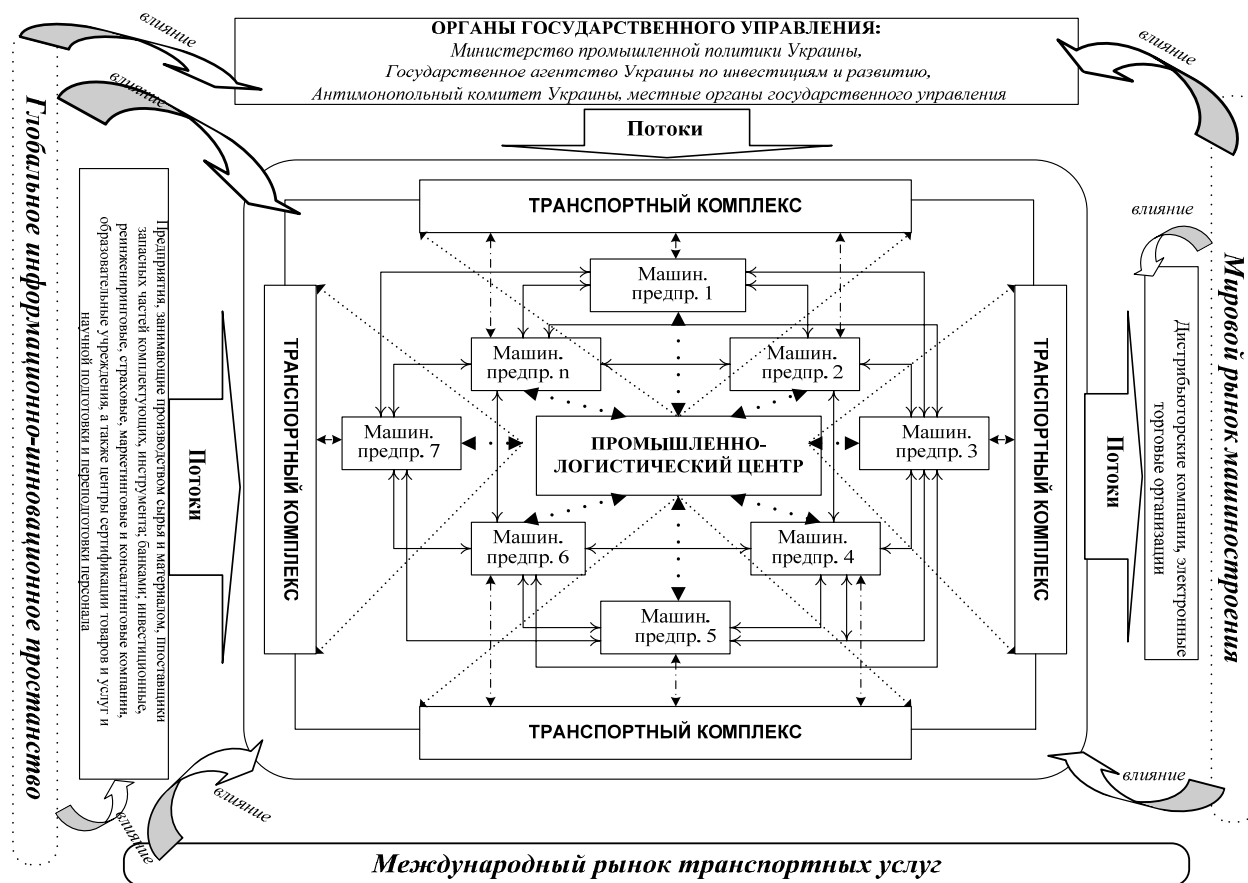 влияние
ОРГАНЫ ГОСУДАРСТВЕННОГО УПРАВЛЕНИЯ:
Министерство промышленной политики Украины,
Государственное агентство Украины по инвестициям и развитию,
Антимонопольный комитет Украины, местные органы государственного управления
влияние
влияние
Потоки
Глобальное информационно-инновационное простанство
Предприятия, занимающие производством сырья и материалом, Ппоставщики
запасных частей комплектующих, инструмента; банками, инвестиционные,
реинжениринговые, страховые, маркетинговые и консалтинговые компании,
образовательные учреждения, а также центры сертификации товаров и услуг и
научной подготовки и переподготовки персонала
Потоки
ТРАНСПОРТНЫЙ КОМПЛЕКС
ТРАНСПОРТНЫЙ КОМПЛЕКС
Машин.
предпр. 1
Машин.
предпр. n
Машин.
предпр. 2
Машин.
предпр. 7
ПРОМЫШЛЕННО-
ЛОГИСТИЧЕСКИЙ ЦЕНТР
Машин.
предпр. 3
Машин.
предпр. 6
Машин.
предпр. 4
Машин.
предпр. 5
ТРАНСПОРТНЫЙ КОМПЛЕКС
ТРАНСПОРТНЫЙ КОМПЛЕКС
Потоки
влияние
Дистрибьюторские компании, электронные
торговые организации
Мировой рынок машиностроения
влияние
влияние
влияние
Международный рынок транспортных услуг